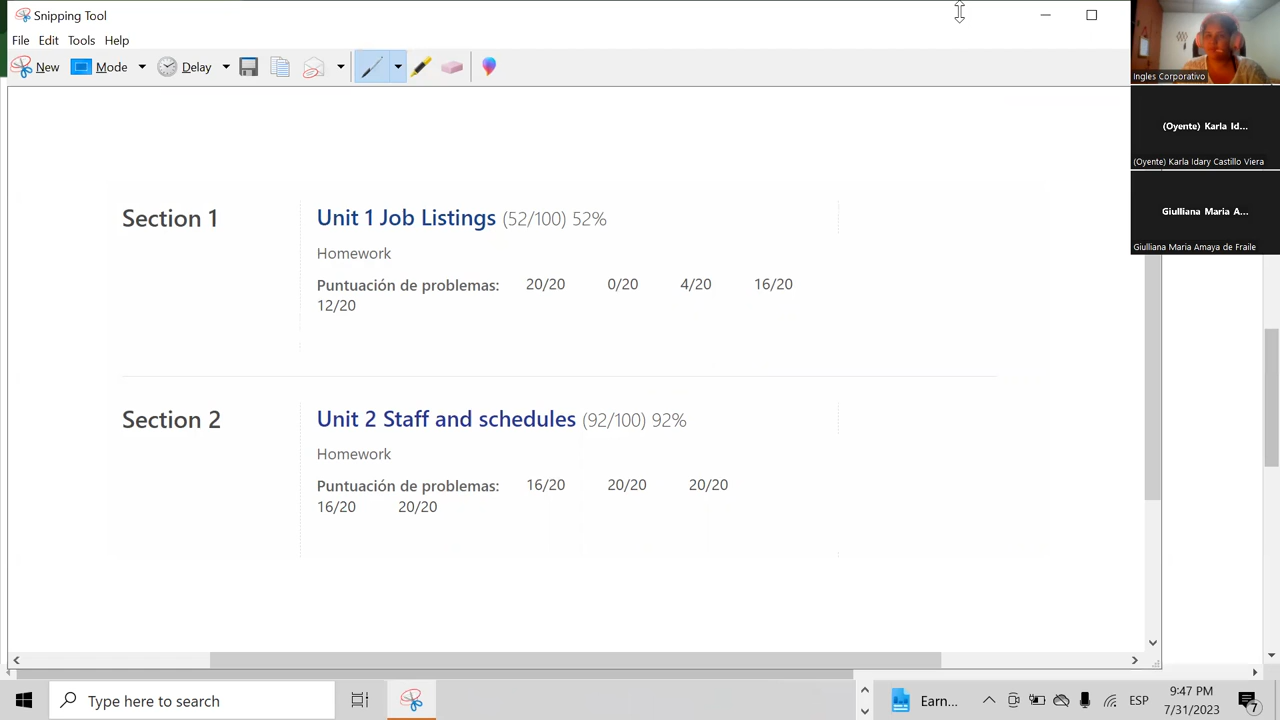 Snipping Tool
File Edit Tools Help
New Mode Delay
Ingles Corporativo
(Oyente) Karla Id...
(Oyente) Karla Idary Castillo Viera
Giulliana Maria A...
Giulliana Maria Amaya de Fraile
Section 1
Unit 1 Job Listings (52/100) 52%
Homework
Puntuación de problemas: 20/20 0/20 4/20 16/20
12/20
Section 2
Unit 2 Staff and schedules (92/100) 92%
Homework
Puntuación de problemas: 16/20 20/20 20/20
16/20 20/20
Type here to search
Earn...
ESP
9:47 PM
7/31/2023
7